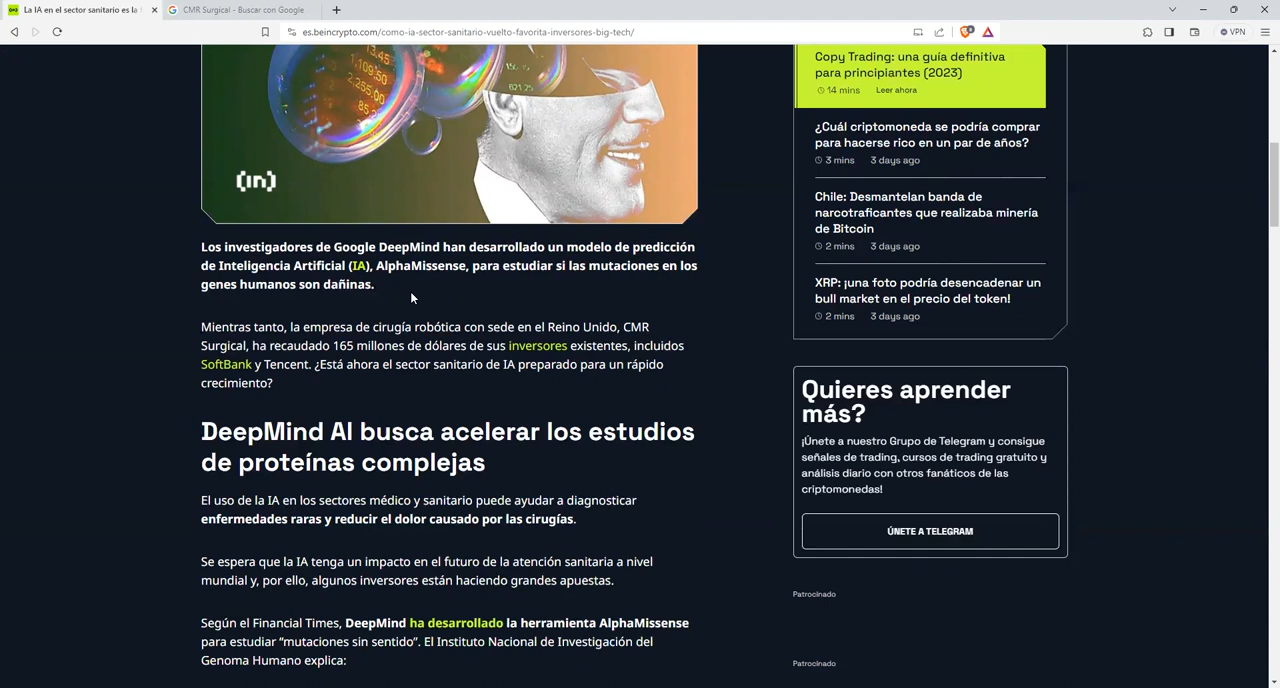 La IA en el sector sanitario es la
CMR Surgical - Buscar con Google
es.beincrypto.com/como-ia-sector-sanitario-vuelto-favorita-inversores-big-tech/
VPN
(in)
Los investigadores de Google DeepMind han desarrollado un modelo de predicción
de Inteligencia Artificial (IA), AlphaMissense, para estudiar si las mutaciones en los
genes humanos son dañinas.
Mientras tanto, la empresa de cirugía robótica con sede en el Reino Unido, CMR
Surgical, ha recaudado 165 millones de dólares de sus inversores existentes, incluidos
SoftBank y Tencent. ¿Está ahora el sector sanitario de IA preparado para un rápido
crecimiento?
DeepMind AI busca acelerar los estudios
de proteínas complejas
El uso de la IA en los sectores médico y sanitario puede ayudar a diagnosticar
enfermedades raras y reducir el dolor causado por las cirugías.
Se espera que la IA tenga un impacto en el futuro de la atención sanitaria a nivel
mundial y, por ello, algunos inversores están haciendo grandes apuestas.
Según el Financial Times, DeepMind ha desarrollado la herramienta AlphaMissense
para estudiar “mutaciones sin sentido”. El Instituto Nacional de Investigación del
Genoma Humano explica:
Copy Trading: una guía definitiva
para principiantes (2023)
14 mins Leer ahora
¿Cuál criptomoneda se podría comprar
para hacerse rico en un par de años?
3 mins 3 days ago
Chile: Desmantelan banda de
narcotraficantes que realizaba minería
de Bitcoin
2 mins 3 days ago
XRP: ¡una foto podría desencadenar un
bull market en el precio del token!
2 mins 3 days ago
Quieres aprender
más?
¡Únete a nuestro Grupo de Telegram y consigue
señales de trading, cursos de trading gratuito y
análisis diario con otros fanáticos de las
criptomonedas!
ÚNETE A TELEGRAM
Patrocinado
Patrocinado